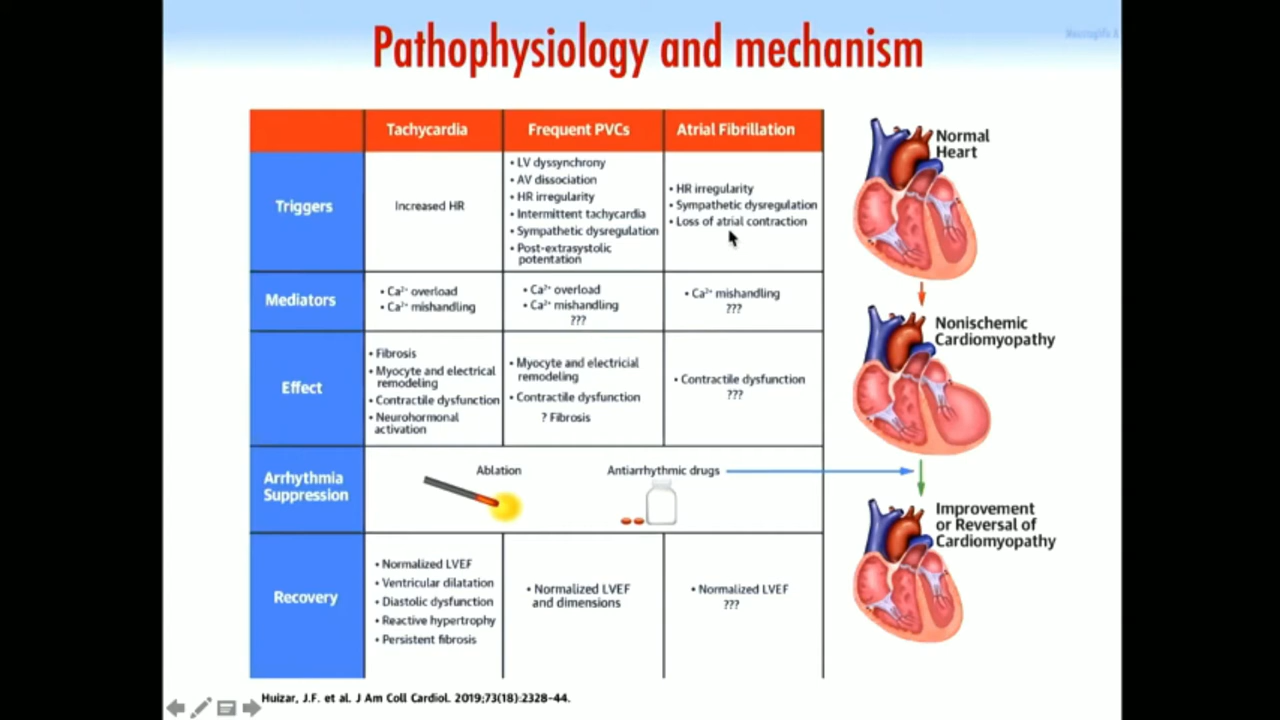 Pathophysiology and mechanism
Tachycardia
Frequent PVCs
Atrial Fibrillation
Triggers
Increased HR
• LV dyssynchrony
• AV dissociation
• HR irregularity
• Intermittent tachycardia
• Sympathetic dysregulation
• Post-extrasystolic
potentation
• HR irregularity
• Sympathetic dysregulation
• Loss of atrial contraction
Mediators
• Ca²⁺ overload
• Ca²⁺ mishandling
• Ca²⁺ overload
• Ca²⁺ mishandling
???
• Ca²⁺ mishandling
???
Effect
• Fibrosis
• Myocyte and electrical
remodeling
• Contractile dysfunction
• Neurohormonal
activation
• Myocyte and electricial
remodeling
• Contractile dysfunction
? Fibrosis
• Contractile dysfunction
???
Arrhythmia
Suppression
Ablation
Antiarrhythmic drugs
Recovery
• Normalized LVEF
• Ventricular dilatation
• Diastolic dysfunction
• Reactive hypertrophy
• Persistent fibrosis
• Normalized LVEF
and dimensions
• Normalized LVEF
???
Normal
Heart
Nonischemic
Cardiomyopathy
Improvement
or Reversal of
Cardiomyopathy
Huizar, J.F. et al. J Am Coll Cardiol. 2019;73(18):2328-44.